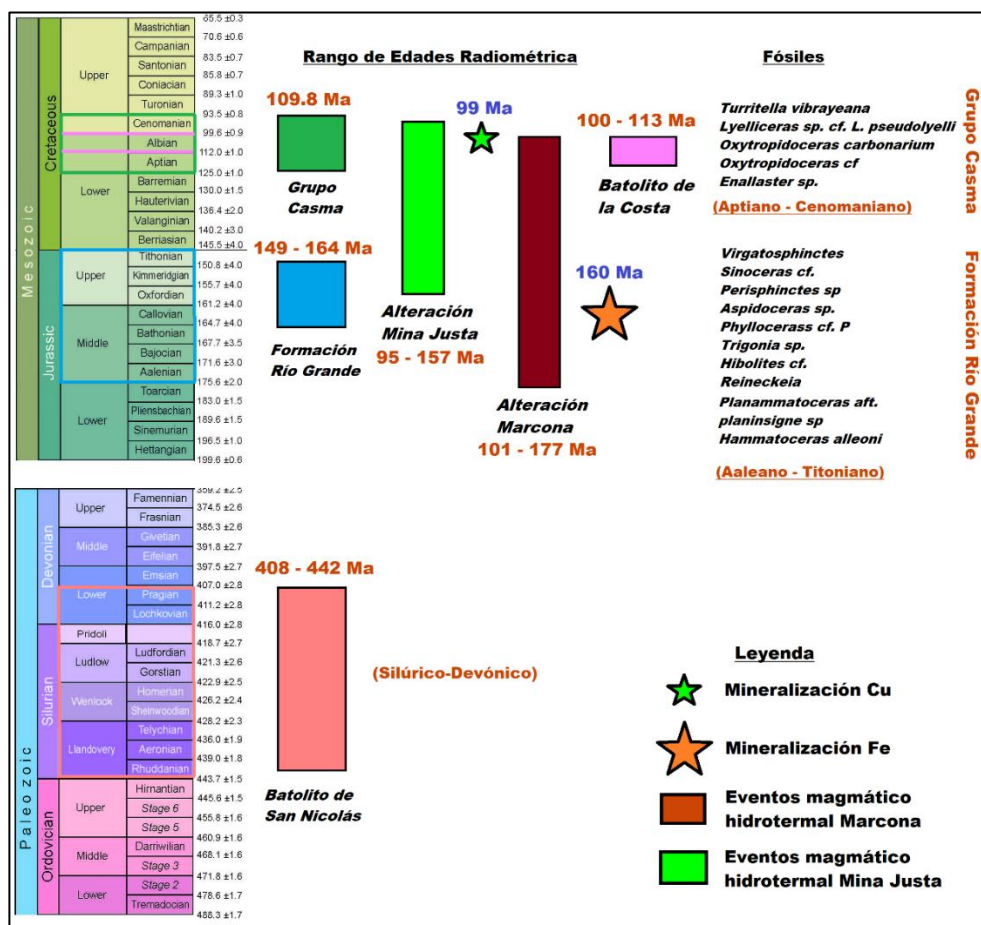 Mesozoic
Cretaceous
Jurassic
Upper
Lower
Upper
Middle
Lower
Maastrichtian
Campanian
Santonian
Coniacian
Turonian
Cenomanian
Albian
Aptian
Barremian
Hauterivian
Valanginian
Berriasian
Tithonian
Kimmeridgian
Oxfordian
Callovian
Bathonian
Bajocian
Aalenian
Toarcian
Pliensbachian
Sinemurian
Hettangian
65.5 ±0.3
70.6 ±0.6
83.5 ±0.7
85.8 ±0.7
89.3 ±1.0
93.5 ±0.8
99.6 ±0.9
112.0 ±1.0
125.0 ±1.0
130.0 ±1.5
136.4 ±2.0
140.2 ±3.0
145.5 ±4.0
150.8 ±4.0
155.7 ±4.0
161.2 ±4.0
164.7 ±4.0
167.7 ±3.5
171.6 ±3.0
175.6 ±2.0
183.0 ±1.5
189.6 ±1.5
196.5 ±1.0
199.6 ±0.6
Rango de Edades Radiométrica
109.8 Ma
Grupo
Casma
99 Ma
100 - 113 Ma
Batolito de
la Costa
149 - 164 Ma
Formación
Río Grande
Alteración
Mina Justa
95 - 157 Ma
160 Ma
Alteración
Marcona
101 - 177 Ma
Fósiles
Turritella vibrayeana
Lyelliceras sp. cf. L. pseudolyelli
Oxytropidoceras carbonarium
Oxytropidoceras cf
Enallaster sp.
(Aptiano - Cenomaniano)
Grupo Casma
Virgatosphinctes
Sinoceras cf.
Perisphinctes sp
Aspidoceras sp.
Phyllocerass cf. P
Trigonia sp.
Hibolites cf.
Reineckeia
Planammatoceras aft.
planinsigne sp
Hammatoceras alleoni
(Aaleano - Titoniano)
Formación Río Grande
Paleozoic
Devonian
Silurian
Ordovician
Upper
Middle
Lower
Pridoli
Ludlow
Wenlock
Llandovery
Upper
Middle
Lower
Famennian
Frasnian
Givetian
Eifelian
Emsian
Pragian
Lochkovian
Ludfordian
Gorstian
Homerian
Sheinwoodian
Telychian
Aeronian
Rhuddanian
Hirnantian
Stage 6
Stage 5
Darriwilian
Stage 3
Stage 2
Tremadocian
359.2 ±2.5
374.5 ±2.6
385.3 ±2.6
391.8 ±2.7
397.5 ±2.7
407.0 ±2.8
411.2 ±2.8
416.0 ±2.8
418.7 ±2.7
421.3 ±2.6
422.9 ±2.5
426.2 ±2.4
428.2 ±2.3
436.0 ±1.9
439.0 ±1.8
443.7 ±1.5
445.6 ±1.5
455.8 ±1.6
460.9 ±1.6
468.1 ±1.6
471.8 ±1.6
478.6 ±1.7
488.3 ±1.7
408 - 442 Ma
(Silúrico-Devónico)
Batolito de
San Nicolás
Leyenda
Mineralización Cu
Mineralización Fe
Eventos magmático
hidrotermal Marcona
Eventos magmático
hidrotermal Mina Justa